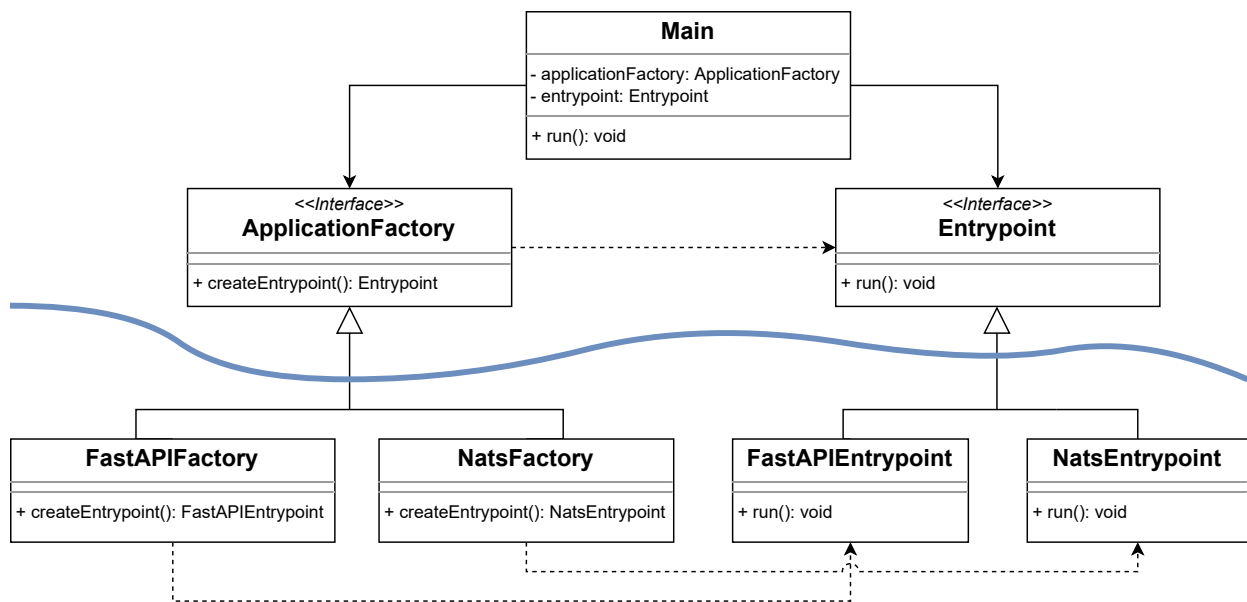 Main
- applicationFactory: ApplicationFactory
- entrypoint: Entrypoint
+ run(): void
<<Interface>>
ApplicationFactory
+ createEntrypoint(): Entrypoint
<<Interface>>
Entrypoint
+ run(): void
FastAPIFactory
+ createEntrypoint(): FastAPIEntrypoint
NatsFactory
+ createEntrypoint(): NatsEntrypoint
FastAPIEntrypoint
+ run(): void
NatsEntrypoint
+ run(): void